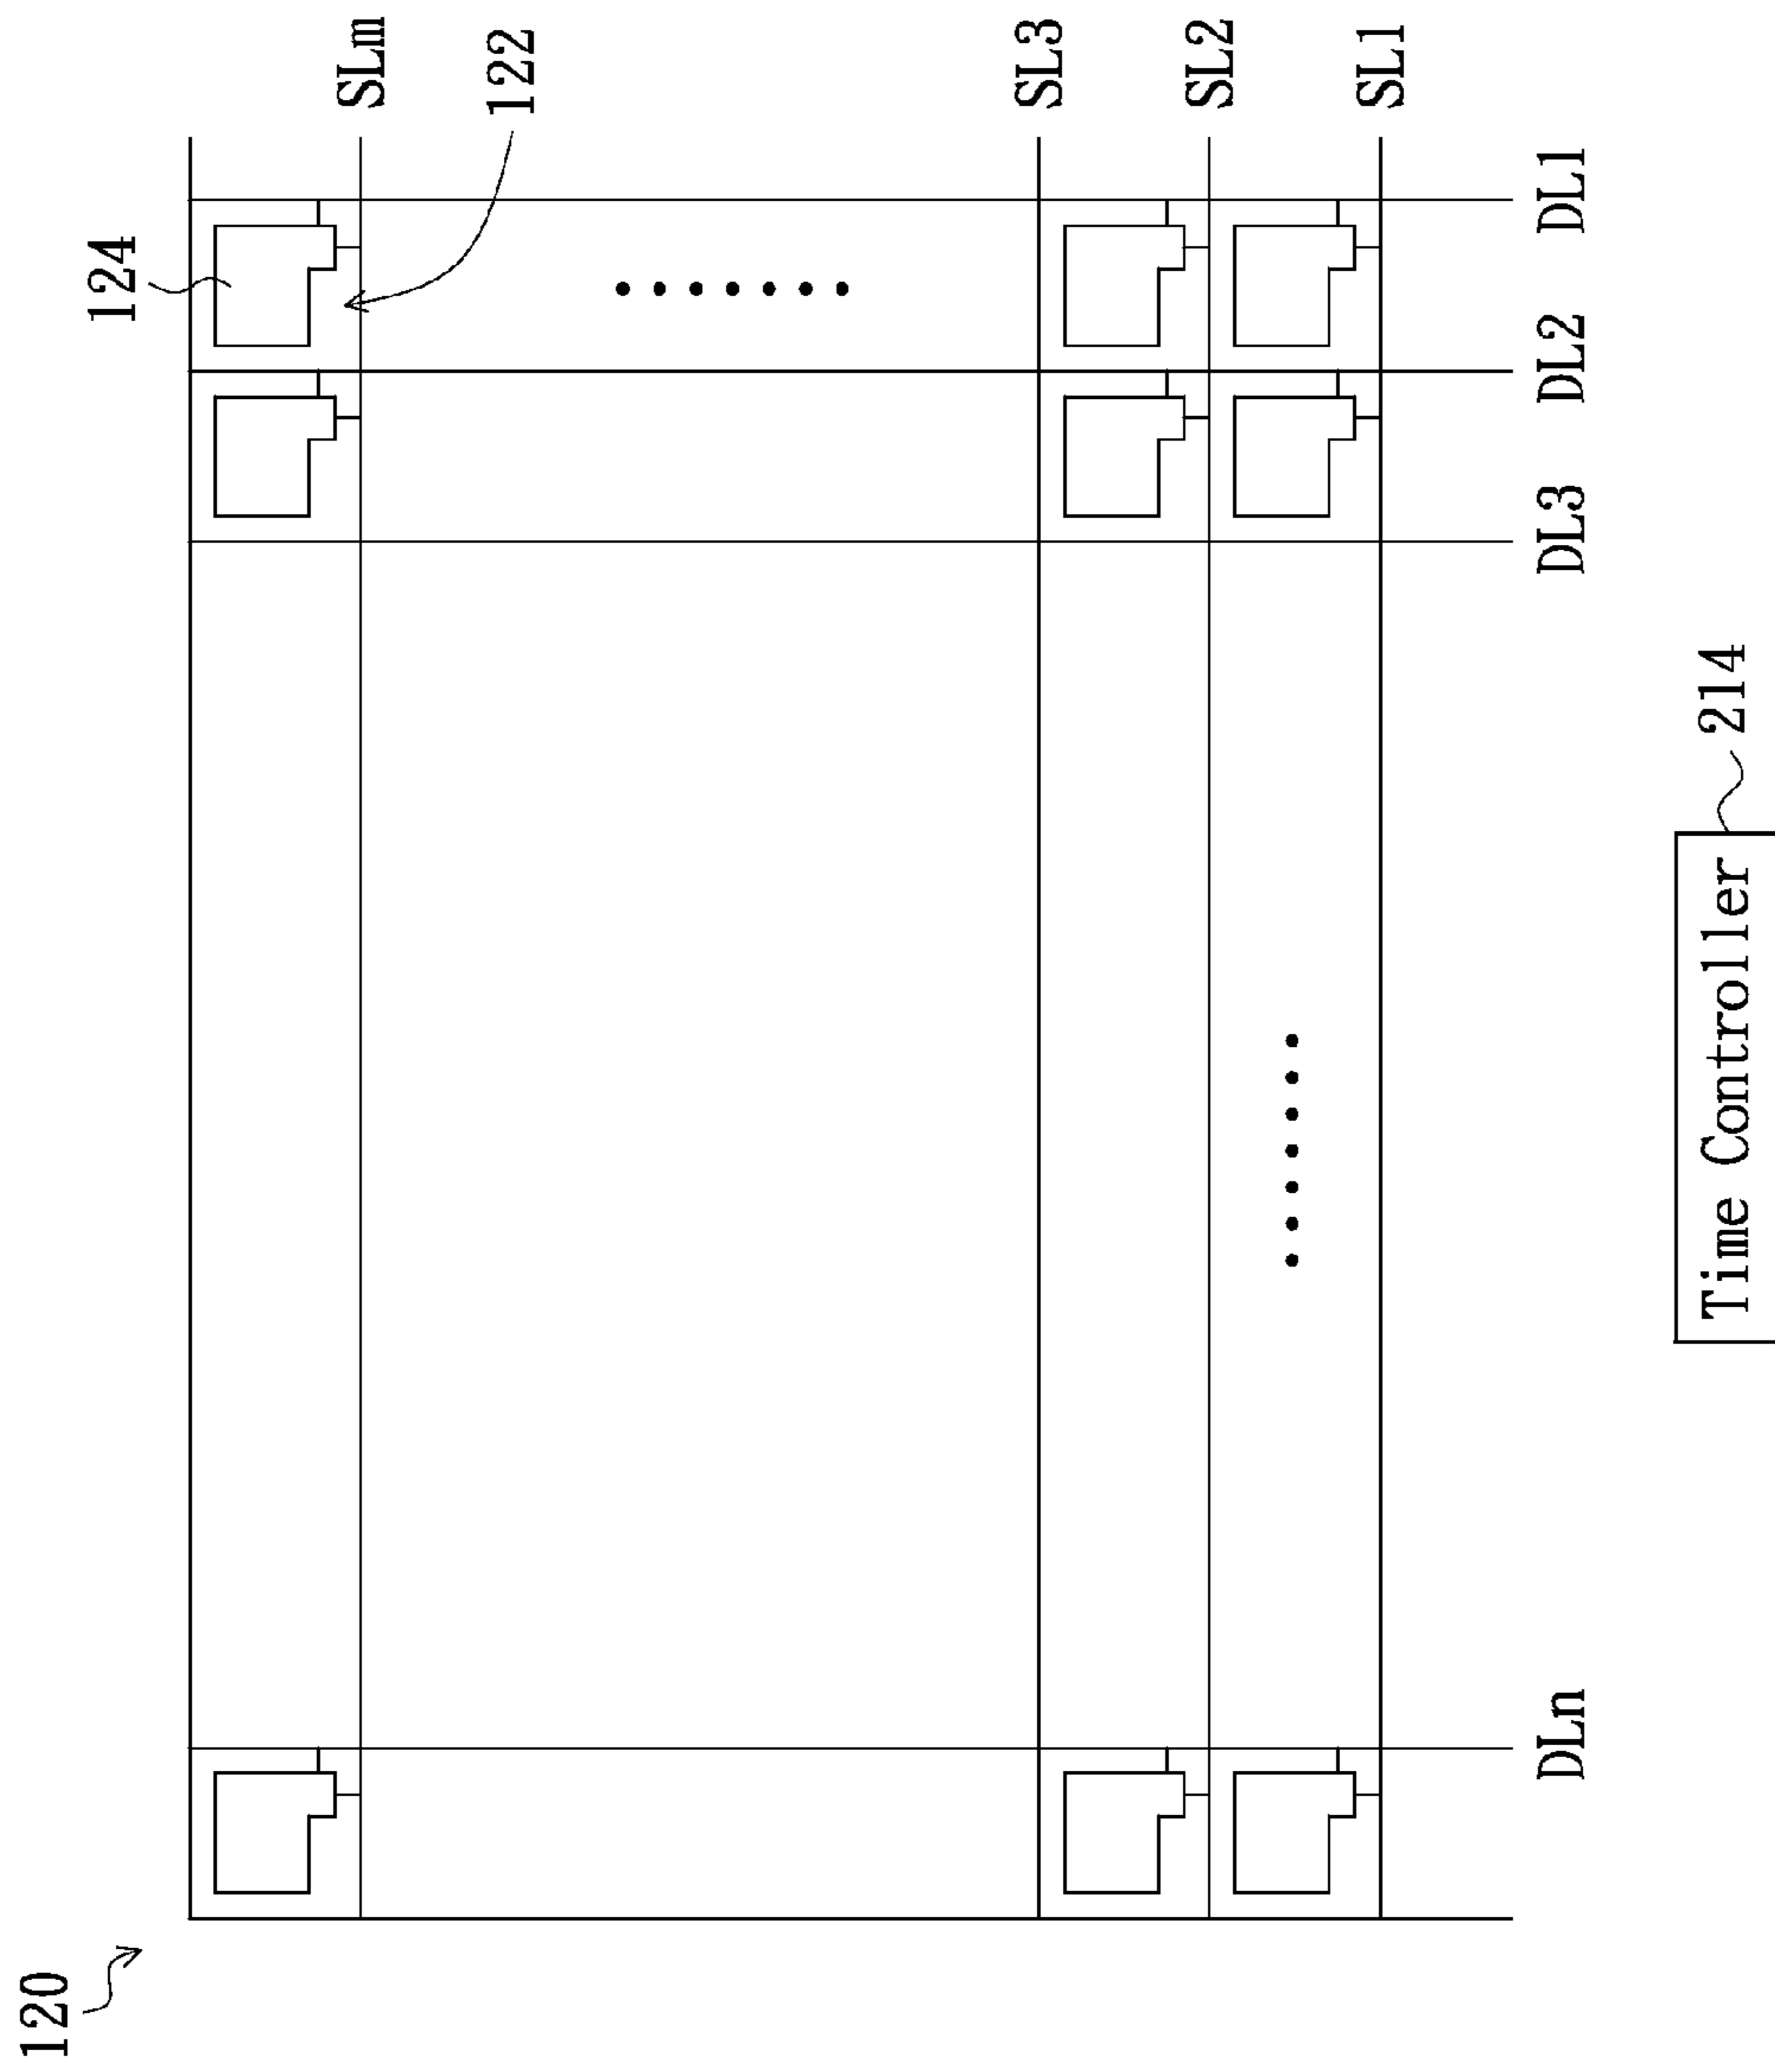 120
124
122
SLm
SL3
SL2
SL1
DLn
DL3
DL2
DL1
Time Controller
214